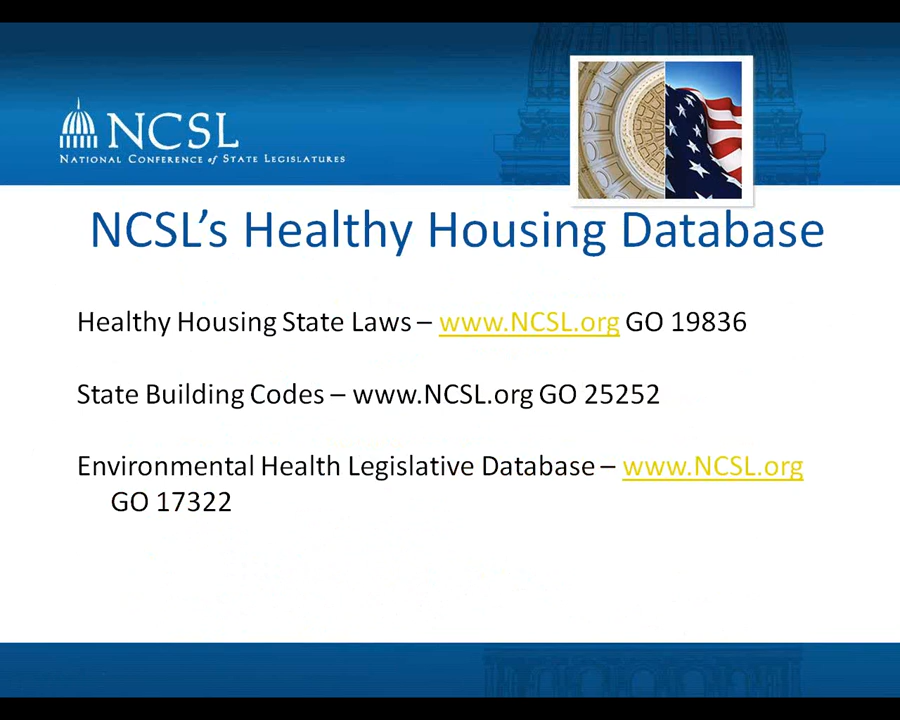 NCSL
NATIONAL CONFERENCE of STATE LEGISLATURES
NCSL’s Healthy Housing Database
Healthy Housing State Laws – www.NCSL.org GO 19836
State Building Codes – www.NCSL.org GO 25252
Environmental Health Legislative Database – www.NCSL.org
GO 17322